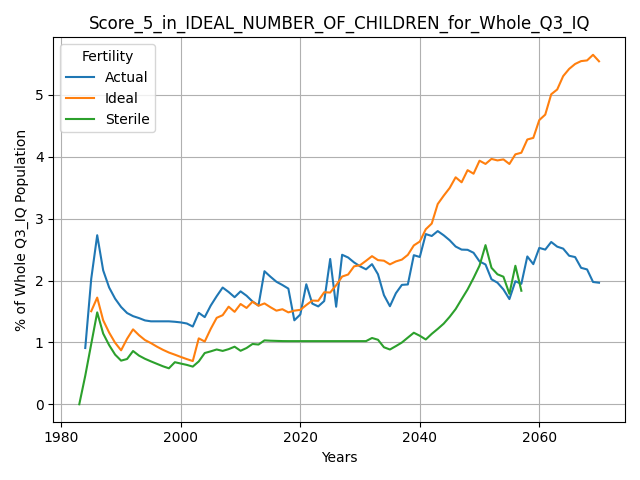 Score_5_in_IDEAL_NUMBER_OF_CHILDREN_for_Whole_Q3_IQ
Fertility
Actual
Ideal
Sterile
% of Whole Q3_IQ Population
5
4
3
2
1
0
1980 2000 2020 2040 2060
Years